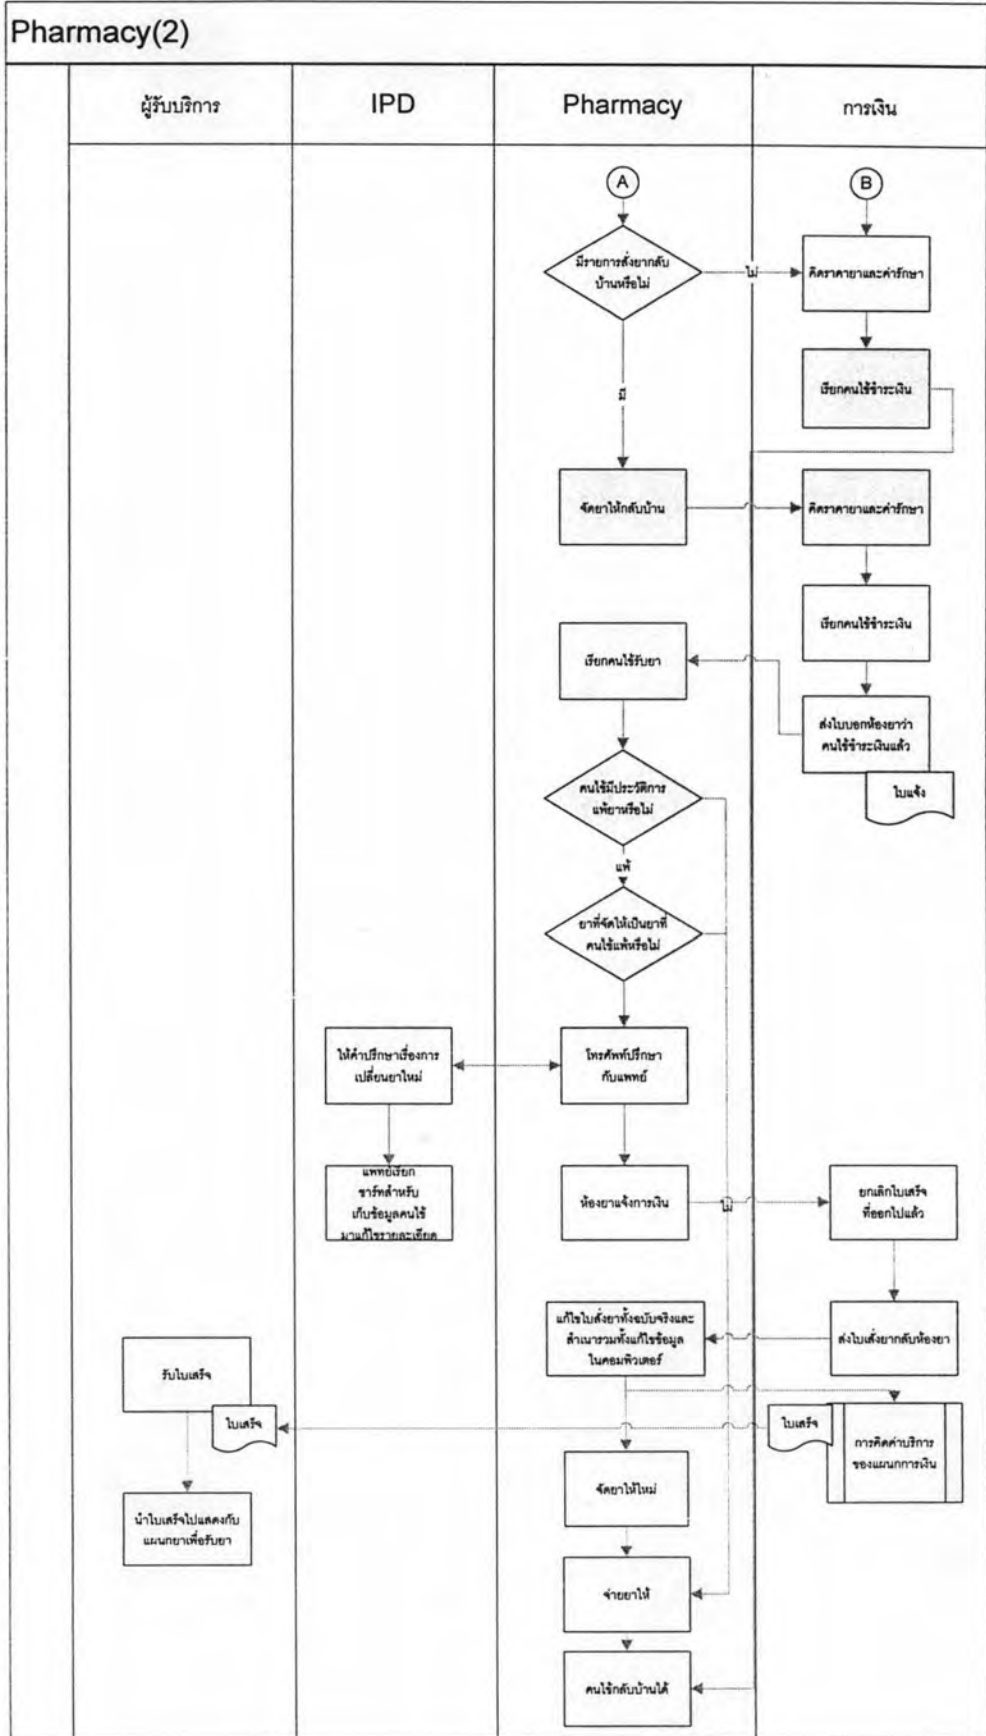 Pharmacy(2)
ผู้รับบริการ
IPD
Pharmacy
การเงิน
A
B
มีรายการสั่งยากลับ
บ้านหรือไม่
ไม่
คิดราคายาและค่ารักษา
เรียกคนไข้ชำระเงิน
มี
จัดยาให้กลับบ้าน
คิดราคายาและค่ารักษา
เรียกคนไข้ชำระเงิน
เรียกคนไข้รับยา
ส่งใบบอกห้องยาว่า
คนไข้ชำระเงินแล้ว
ใบแจ้ง
คนไข้มีประวัติการ
แพ้ยาหรือไม่
แพ้
ยาที่จัดให้เป็นยาที่
คนไข้แพ้หรือไม่
ให้คำปรึกษาเรื่องการ
เปลี่ยนยาใหม่
โทรศัพท์ปรึกษา
กับแพทย์
แพทย์เรียก
ชาร์ทสำหรับ
เก็บข้อมูลคนไข้
มาแก้ไขรายละเอียด
ห้องยาแจ้งการเงิน
ไม่
ยกเลิกใบเสร็จ
ที่ออกไปแล้ว
แก้ไขใบสั่งยาทั้งฉบับจริงและ
สำเนารวมทั้งแก้ไขข้อมูล
ในคอมพิวเตอร์
ส่งใบสั่งยากลับห้องยา
รับใบเสร็จ
ใบเสร็จ
ใบเสร็จ
การคิดค่าบริการ
ของแผนกการเงิน
จัดยาให้ใหม่
นำใบเสร็จไปแสดงกับ
แผนกยาเพื่อรับยา
จ่ายยาให้
คนไข้กลับบ้านได้